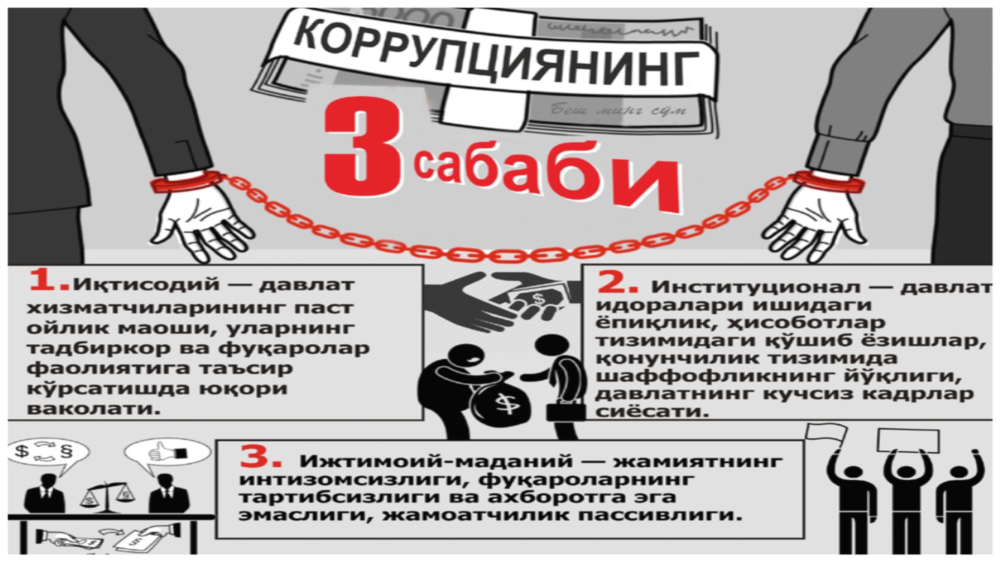 5000
КОРРУПЦИЯНИНГ
Беш минг сўм
3 сабаби
1. Иқтисодий — давлат
хизматчиларининг паст
ойлик маоши, уларнинг
тадбиркор ва фуқаролар
фаолиятига таъсир
кўрсатишда юқори
ваколати.
$
2. Институционал — давлат
идоралари ишидаги
ёпиқлик, ҳисоботлар
тизимидаги қўшиб ёзишлар,
қонунчилик тизимида
шаффофликнинг йўқлиги,
давлатнинг кучсиз кадрлар
сиёсати.
$
$ §
$ §
$ §
3. Ижтимоий-маданий — жамиятнинг
интизомсизлиги, фуқароларнинг
тартибсизлиги ва ахборотга эга
эмаслиги, жамоатчилик пассивлиги.